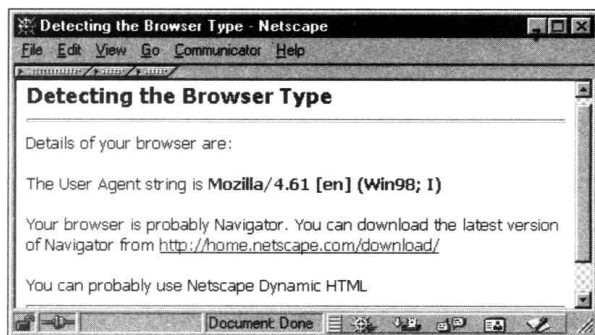 Detecting the Browser Type - Netscape
File Edit View Go Communicator Help
Detecting the Browser Type
Details of your browser are:
The User Agent string is Mozilla/4.61 [en] (Win98; I)
Your browser is probably Navigator. You can download the latest version
of Navigator from http://home.netscape.com/download/
You can probably use Netscape Dynamic HTML
Document: Done